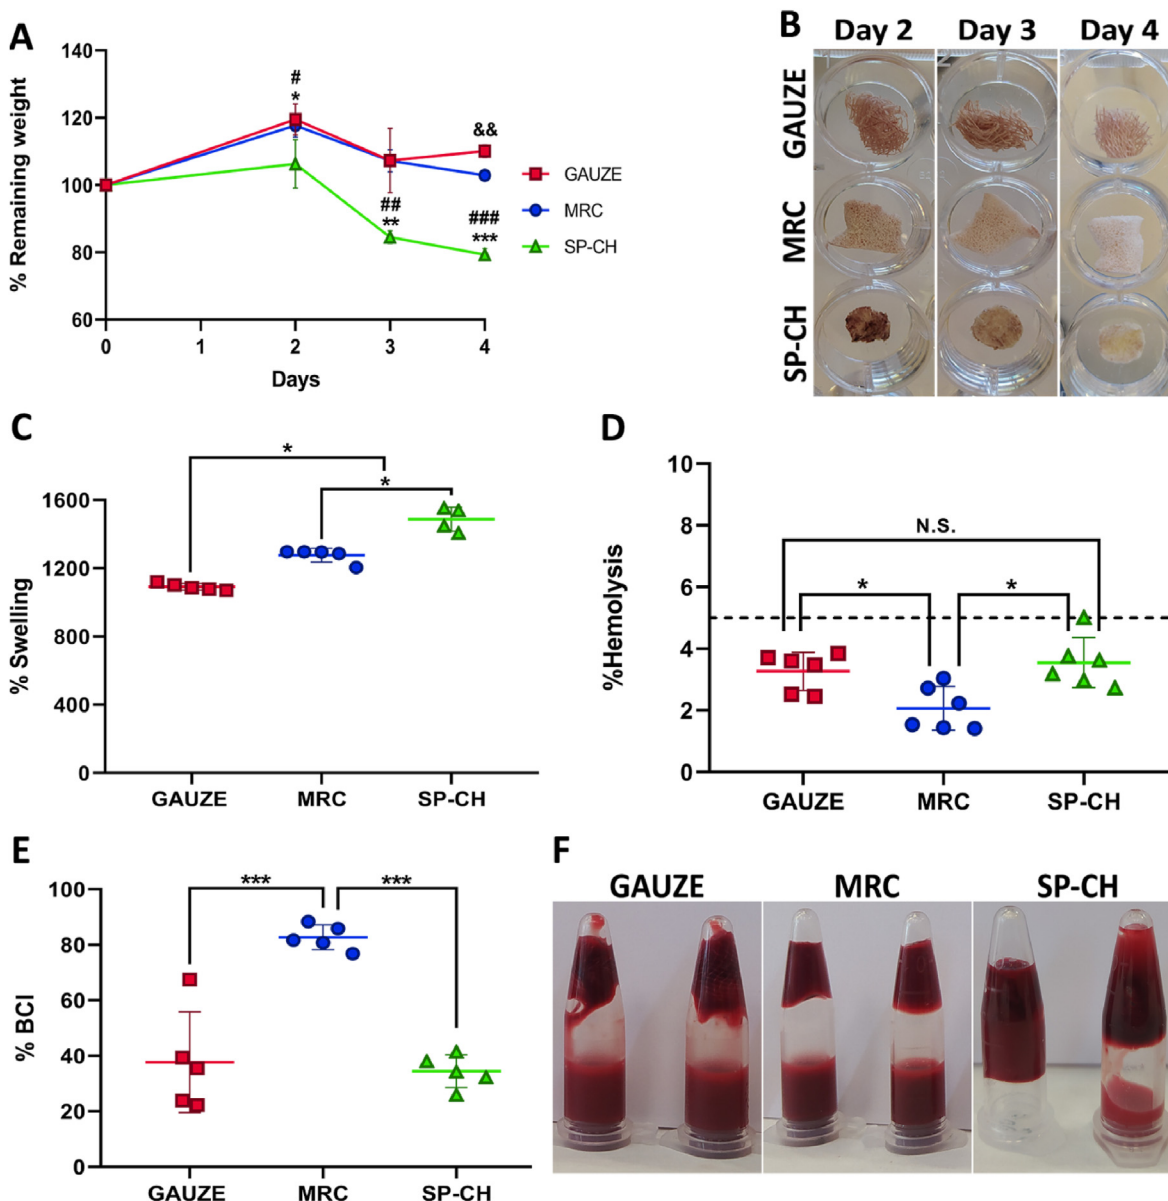 A
% Remaining weight
140
120
100
80
60
0 1 2 3 4
Days
#
*
##
**
&&
###
***
GAUZE
MRC
SP-CH
B
Day 2 Day 3 Day 4
GAUZE
MRC
SP-CH
C
% Swelling
1600
1200
800
400
0
*
*
GAUZE MRC SP-CH
D
%Hemolysis
10
8
6
4
2
0
N.S.
* *
GAUZE MRC SP-CH
E
% BCI
100
80
60
40
20
0
*** ***
GAUZE MRC SP-CH
F
GAUZE MRC SP-CH